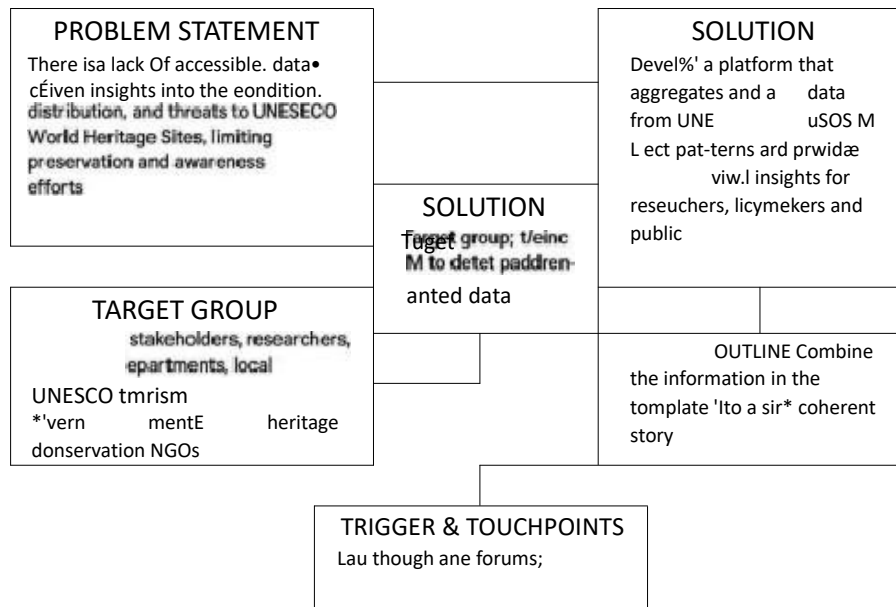 PROBLEM STATEMENT
There isa lack Of accessible. data•
cÉiven insights into the eondition.
distribution, and threats to UNESECO
World Heritage Sites, limiting
preservation and awareness
efforts
SOLUTION
Devel%' a platform that
aggregates and a data
from UNE uSOS M
L ect pat-terns ard prwidæ
viw.l insights for
reseuchers, licymekers and
public
SOLUTION
Tuget group; t/einc
M to detet paddren-
anted data
TARGET GROUP
stakeholders, researchers,
epartments, local
UNESCO tmrism
*'vern mentE heritage
donservation NGOs
OUTLINE Combine
the information in the
tomplate 'Ito a sir* coherent
story
TRIGGER & TOUCHPOINTS
Lau though ane forums;